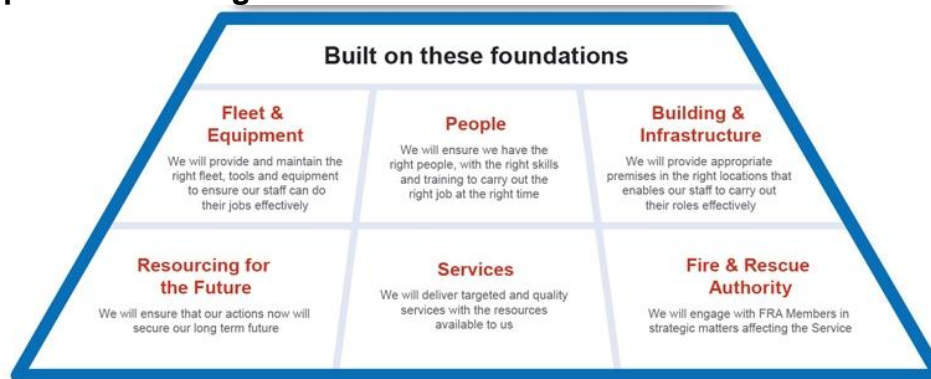 Built on these foundations
Fleet &
Equipment
We will provide and maintain the
right fleet, tools and equipment
to ensure our staff can do
their jobs effectively
People
We will ensure we have the
right people, with the right skills
and training to carry out the
right job at the right time
Building &
Infrastructure
We will provide appropriate
premises in the right locations that
enables our staff to carry out
their roles effectively
Resourcing for
the Future
We will ensure that our actions now will
secure our long term future
Services
We will deliver targeted and quality
services with the resources
available to us
Fire & Rescue
Authority
We will engage with FRA Members in
strategic matters affecting the Service